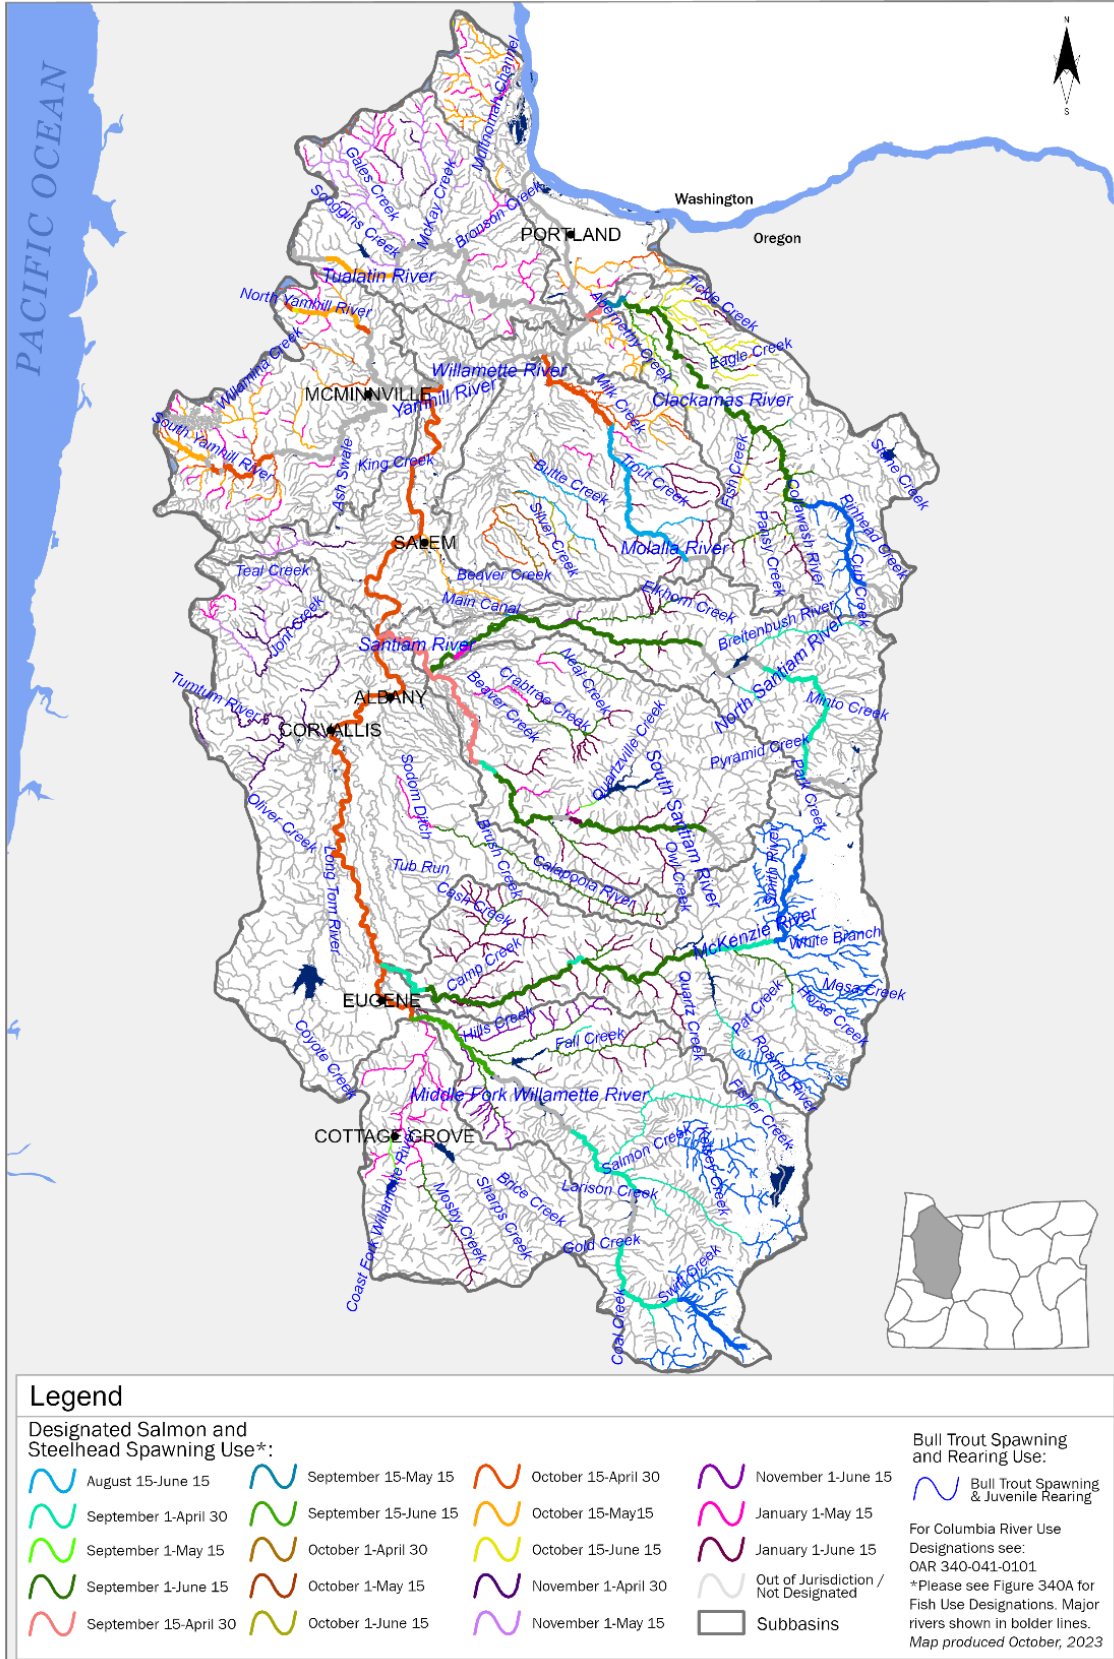 N
S
PACIFIC OCEAN
Multnomah Channel
Gales Creek
McKay Creek
Scoggins Creek
Bronson Creek
Washington
PORTLAND
Oregon
Tualatin River
Tickle Creek
North Yamhill River
Abernethy Creek
Eagle Creek
Willamina Creek
Willamette River
MCMINNVILLE
Yamhill River
Milk Creek
Clackamas River
South Yamhill River
Ash Swale
King Creek
Butte Creek
Trout Creek
Fish Creek
Stone Creek
Silver Creek
Collawash River
Pansy Creek
Rhinhead Creek
Cub Creek
SALEM
Molalla River
Teal Creek
Beaver Creek
Main Canal
Elkhorn Creek
Jont Creek
Breitenbush River
Santiam River
North Santiam River
Tumtum River
Beaver Creek
Crabtree Creek
Neal Creek
Minto Creek
ALBANY
CORVALLIS
Quartzville Creek
Pyramid Creek
Sodom Ditch
South Santiam River
Park Creek
Oliver Creek
Long Tom River
Brush Creek
Tub Run
Calapooia River
Owl Creek
Smith River
Cash Creek
McKenzie River
White Branch
Camp Creek
Mesa Creek
Horse Creek
EUGENE
Quartz Creek
Pat Creek
Hills Creek
Fall Creek
Roaring River
Coyote Creek
Middle Fork Willamette River
Fisher Creek
COTTAGE GROVE
Salmon Creek
Kelsey Creek
Larison Creek
Brice Creek
Sharps Creek
Mosby Creek
Coast Fork Willamette River
Gold Creek
Swift Creek
Coal Creek
Legend
Designated Salmon and
Steelhead Spawning Use*:
August 15-June 15
September 1-April 30
September 1-May 15
September 1-June 15
September 15-April 30
September 15-May 15
September 15-June 15
October 1-April 30
October 1-May 15
October 1-June 15
October 15-April 30
October 15-May15
October 15-June 15
November 1-April 30
November 1-May 15
November 1-June 15
January 1-May 15
January 1-June 15
Out of Jurisdiction /
Not Designated
Subbasins
Bull Trout Spawning
and Rearing Use:
Bull Trout Spawning
& Juvenile Rearing
For Columbia River Use
Designations see:
OAR 340-041-0101
*Please see Figure 340A for
Fish Use Designations. Major
rivers shown in bolder lines.
Map produced October, 2023